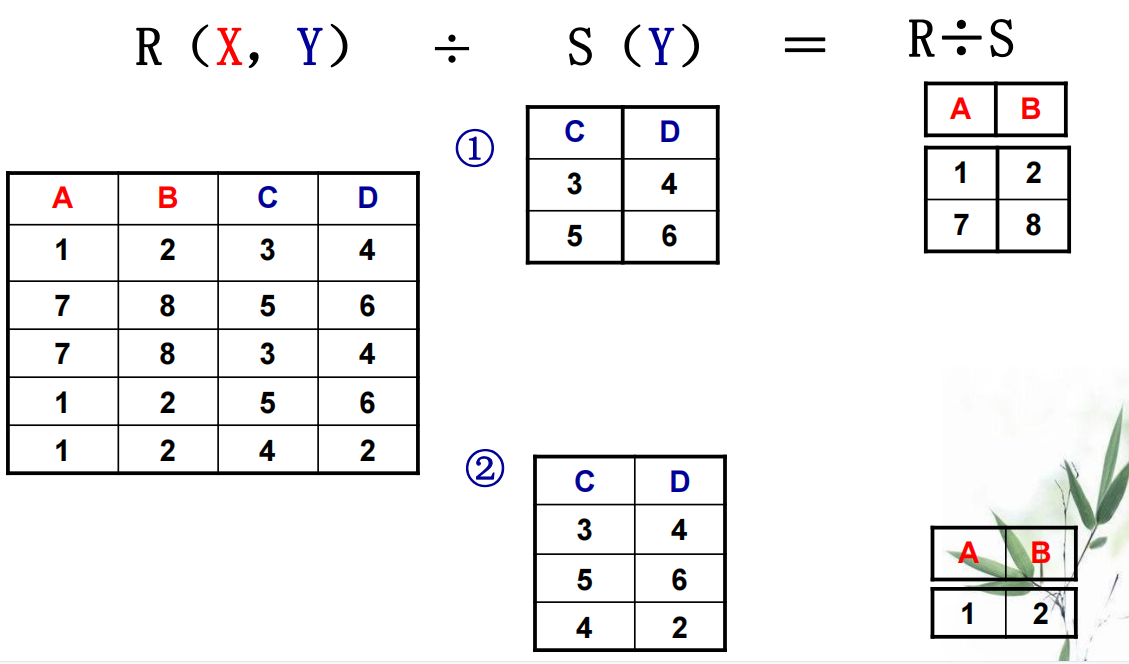 R（X, Y） ÷ S（Y） = R÷S
A B C D
1 2 3 4
7 8 5 6
7 8 3 4
1 2 5 6
1 2 4 2
①
C D
3 4
5 6
A B
1 2
7 8
②
C D
3 4
5 6
4 2
A B
1 2